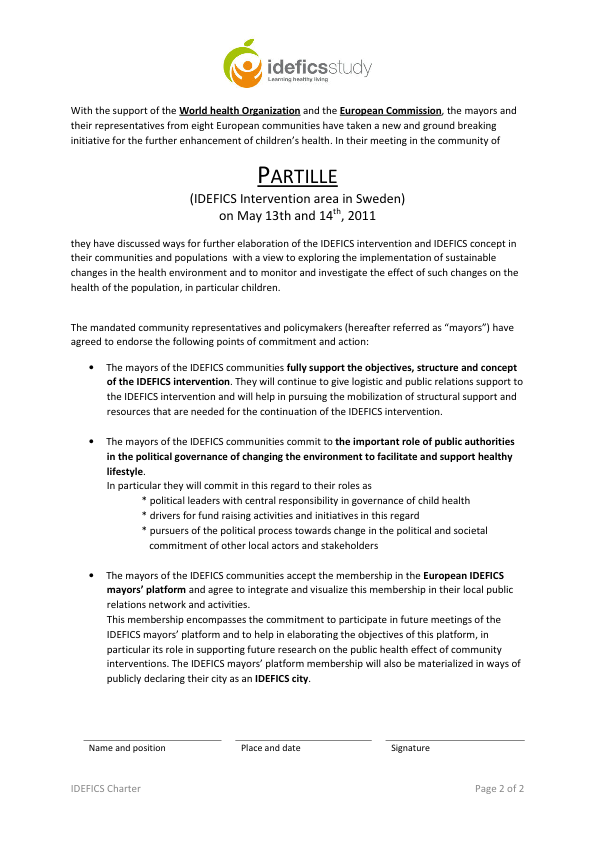 ideficsstudy
Learning healthy living
With the support of the World health Organization and the European Commission, the mayors and
their representatives from eight European communities have taken a new and ground breaking
initiative for the further enhancement of children's health. In their meeting in the community of
PARTILLE
(IDEFICS Intervention area in Sweden)
on May 13th and 14th, 2011
they have discussed ways for further elaboration of the IDEFICS intervention and IDEFICS concept in
their communities and populations with a view to exploring the implementation of sustainable
changes in the health environment and to monitor and investigate the effect of such changes on the
health of the population, in particular children.
The mandated community representatives and policymakers (hereafter referred as “mayors”) have
agreed to endorse the following points of commitment and action:
• The mayors of the IDEFICS communities fully support the objectives, structure and concept
of the IDEFICS intervention. They will continue to give logistic and public relations support to
the IDEFICS intervention and will help in pursuing the mobilization of structural support and
resources that are needed for the continuation of the IDEFICS intervention.
• The mayors of the IDEFICS communities commit to the important role of public authorities
in the political governance of changing the environment to facilitate and support healthy
lifestyle.
In particular they will commit in this regard to their roles as
* political leaders with central responsibility in governance of child health
* drivers for fund raising activities and initiatives in this regard
* pursuers of the political process towards change in the political and societal
commitment of other local actors and stakeholders
• The mayors of the IDEFICS communities accept the membership in the European IDEFICS
mayors’ platform and agree to integrate and visualize this membership in their local public
relations network and activities.
This membership encompasses the commitment to participate in future meetings of the
IDEFICS mayors’ platform and to help in elaborating the objectives of this platform, in
particular its role in supporting future research on the public health effect of community
interventions. The IDEFICS mayors’ platform membership will also be materialized in ways of
publicly declaring their city as an IDEFICS city.
Name and position Place and date Signature
IDEFICS Charter Page 2 of 2